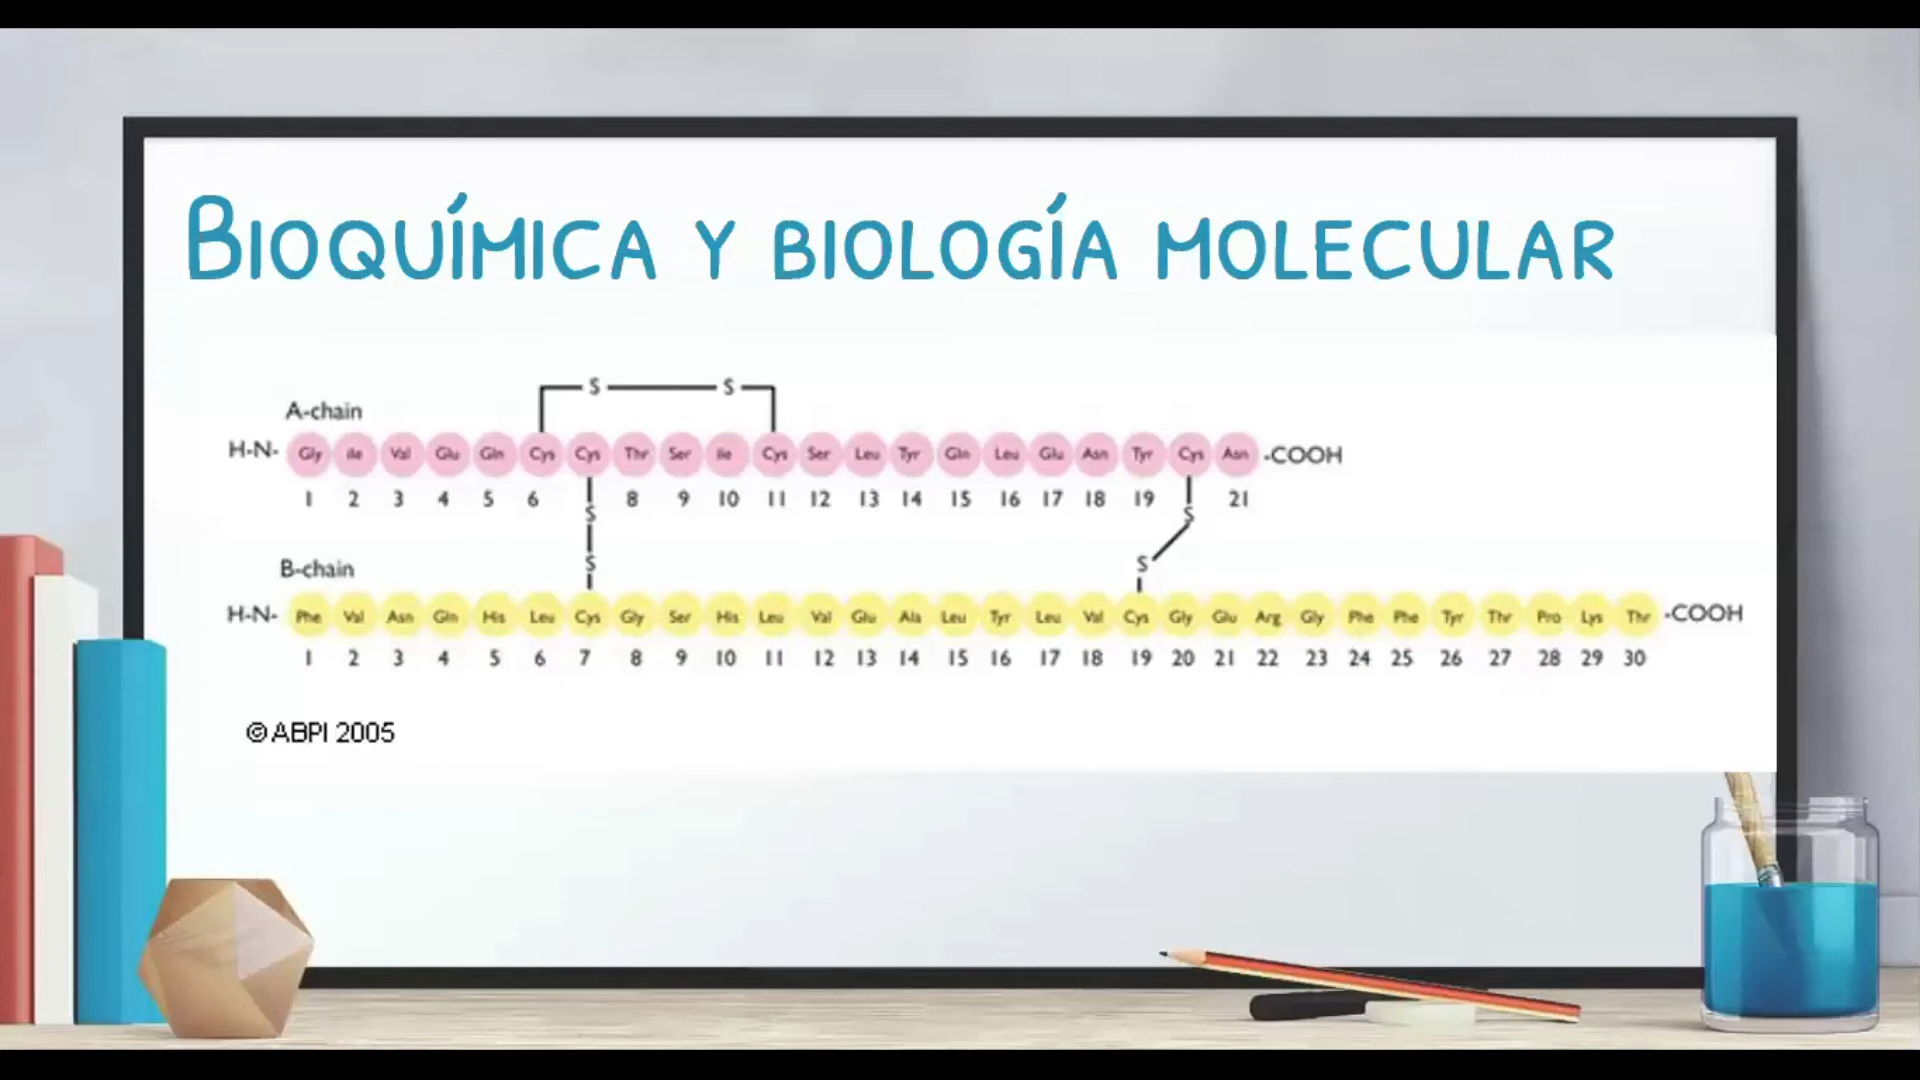 BIOQUÍMICA Y BIOLOGÍA MOLECULAR
S S
A-chain
H-N- Gly Ile Val Glu Gln Cys Cys Thr Ser Ile Cys Ser Leu Tyr Gln Leu Glu Asn Tyr Cys Asn -COOH
1 2 3 4 5 6 8 9 10 11 12 13 14 15 16 17 18 19 21
S S
S S
B-chain
H-N- Phe Val Asn Gln His Leu Cys Gly Ser His Leu Val Glu Ala Leu Tyr Leu Val Cys Gly Glu Arg Gly Phe Phe Tyr Thr Pro Lys Thr -COOH
1 2 3 4 5 6 7 8 9 10 11 12 13 14 15 16 17 18 19 20 21 22 23 24 25 26 27 28 29 30
© ABPI 2005